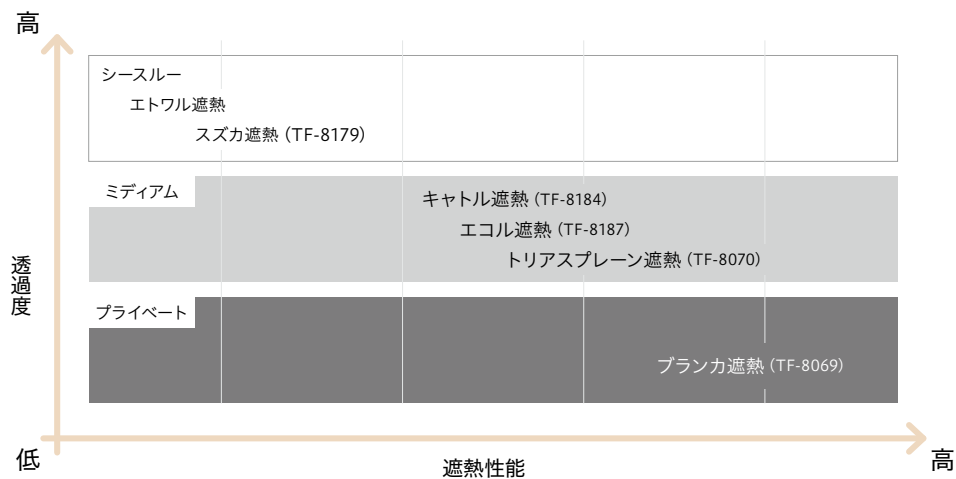 高
シースルー
エトワル遮熱
スズカ遮熱（TF-8179）
ミディアム
キャトル遮熱（TF-8184）
エコル遮熱（TF-8187）
トリアスプレーン遮熱（TF-8070）
透過度
プライベート
ブランカ遮熱（TF-8069）
低
遮熱性能
高